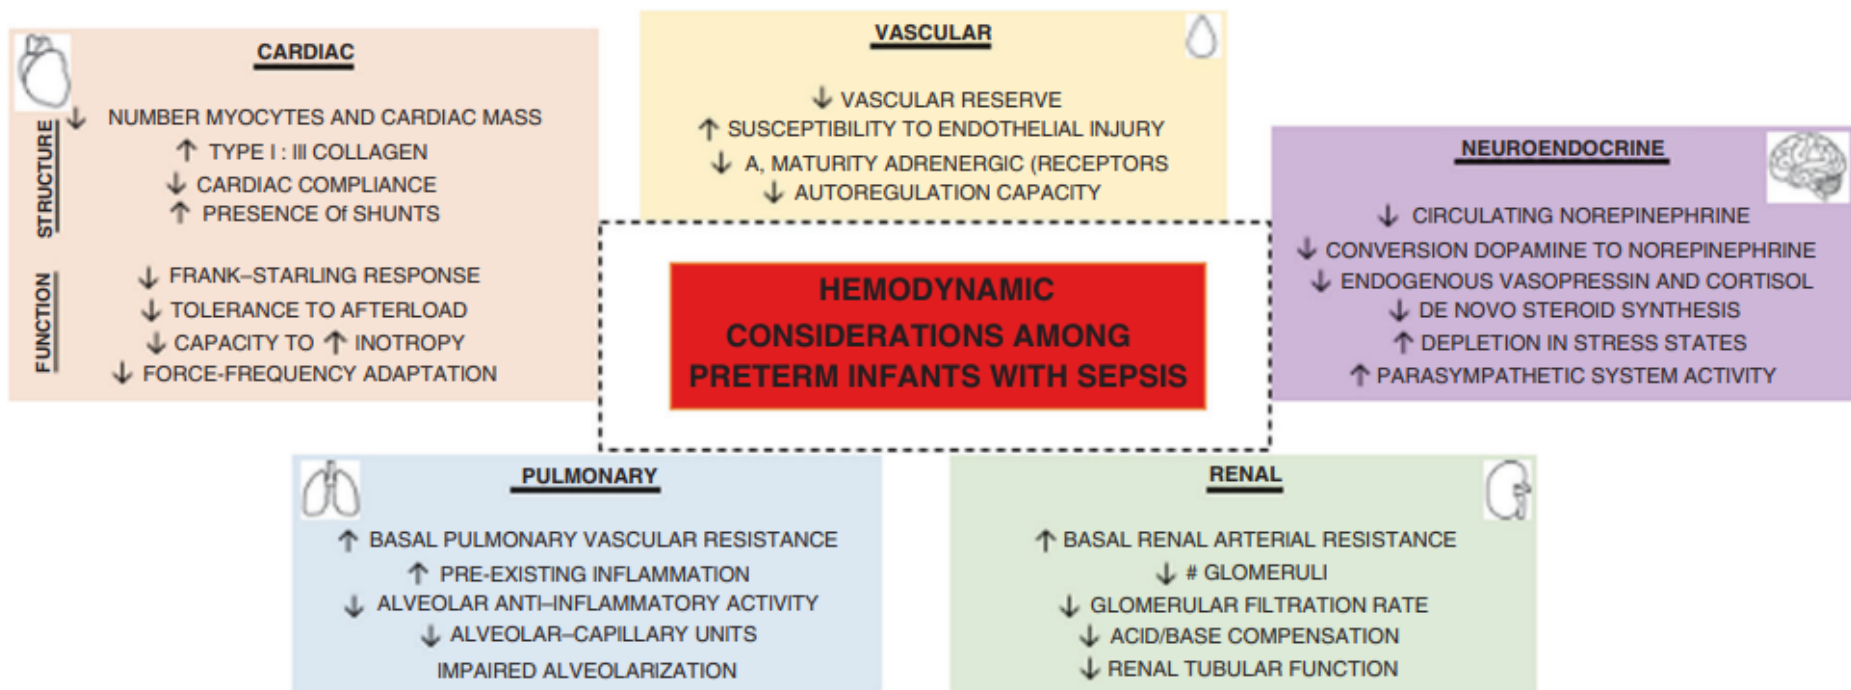 CARDIAC
STRUCTURE
↓ NUMBER MYOCYTES AND CARDIAC MASS
↑ TYPE I : III COLLAGEN
↓ CARDIAC COMPLIANCE
↑ PRESENCE Of SHUNTS
FUNCTION
↓ FRANK–STARLING RESPONSE
↓ TOLERANCE TO AFTERLOAD
↓ CAPACITY TO ↑ INOTROPY
↓ FORCE-FREQUENCY ADAPTATION
VASCULAR
↓ VASCULAR RESERVE
↑ SUSCEPTIBILITY TO ENDOTHELIAL INJURY
↓ A, MATURITY ADRENERGIC (RECEPTORS
↓ AUTOREGULATION CAPACITY
NEUROENDOCRINE
↓ CIRCULATING NOREPINEPHRINE
↓ CONVERSION DOPAMINE TO NOREPINEPHRINE
↓ ENDOGENOUS VASOPRESSIN AND CORTISOL
↓ DE NOVO STEROID SYNTHESIS
↑ DEPLETION IN STRESS STATES
↑ PARASYMPATHETIC SYSTEM ACTIVITY
HEMODYNAMIC
CONSIDERATIONS AMONG
PRETERM INFANTS WITH SEPSIS
PULMONARY
↑ BASAL PULMONARY VASCULAR RESISTANCE
↑ PRE-EXISTING INFLAMMATION
↓ ALVEOLAR ANTI–INFLAMMATORY ACTIVITY
↓ ALVEOLAR–CAPILLARY UNITS
IMPAIRED ALVEOLARIZATION
RENAL
↑ BASAL RENAL ARTERIAL RESISTANCE
↓ # GLOMERULI
↓ GLOMERULAR FILTRATION RATE
↓ ACID/BASE COMPENSATION
↓ RENAL TUBULAR FUNCTION